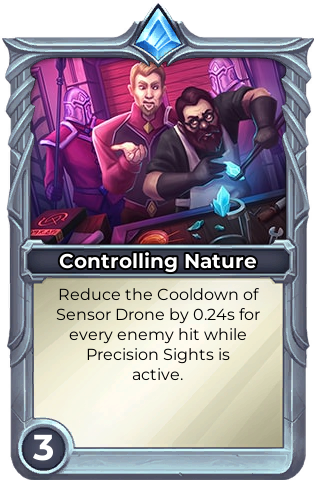 Controlling Nature
Reduce the Cooldown of
Sensor Drone by 0.24s for
every enemy hit while
Precision Sights is
active.
3